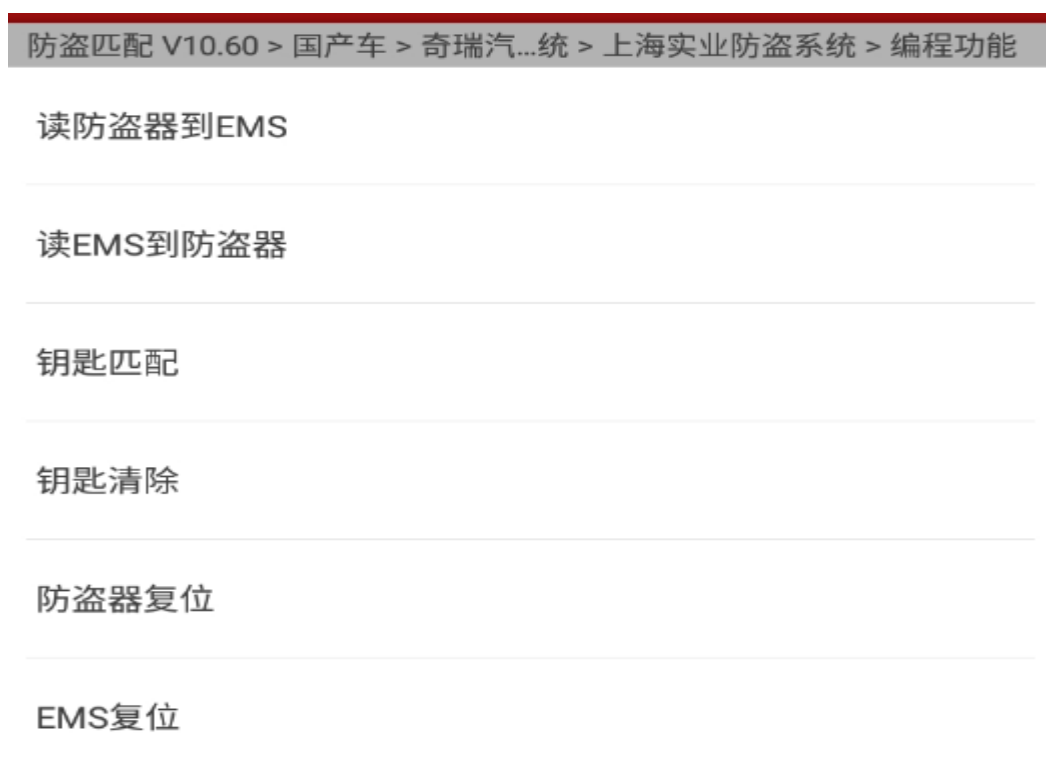 防盗匹配 V10.60 > 国产车 > 奇瑞汽...统 > 上海实业防盗系统 > 编程功能
读防盗器到EMS
读EMS到防盗器
钥匙匹配
钥匙清除
防盗器复位
EMS复位